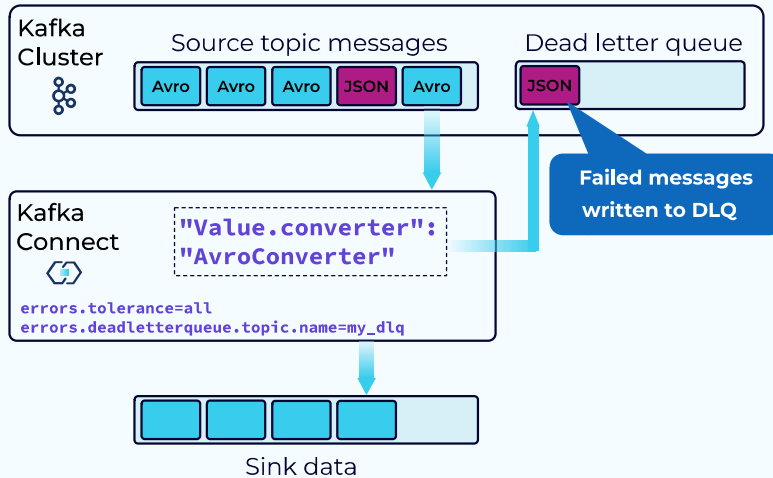 Kafka
Cluster
Source topic messages
Dead letter queue
Avro
Avro
Avro
JSON
Avro
JSON
Failed messages
written to DLQ
Kafka
Connect
"Value.converter":
"AvroConverter"
errors.tolerance=all
errors.deadletterqueue.topic.name=my_dlq
Sink data